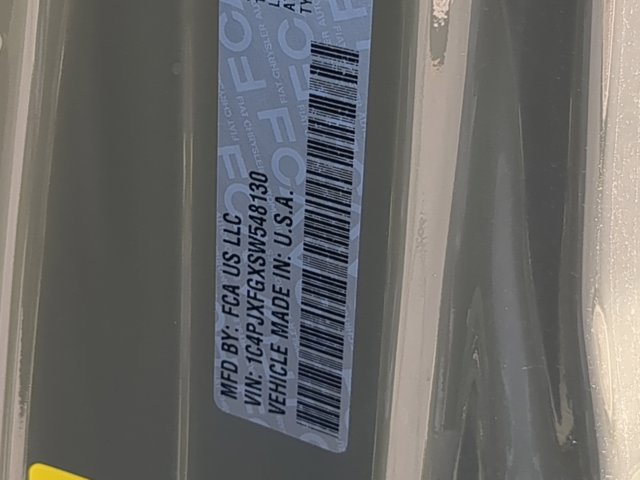 MFD BY: FCA US LLC
VIN: 1C4PJXFGXSW548130
VEHICLE MADE IN: U.S.A.